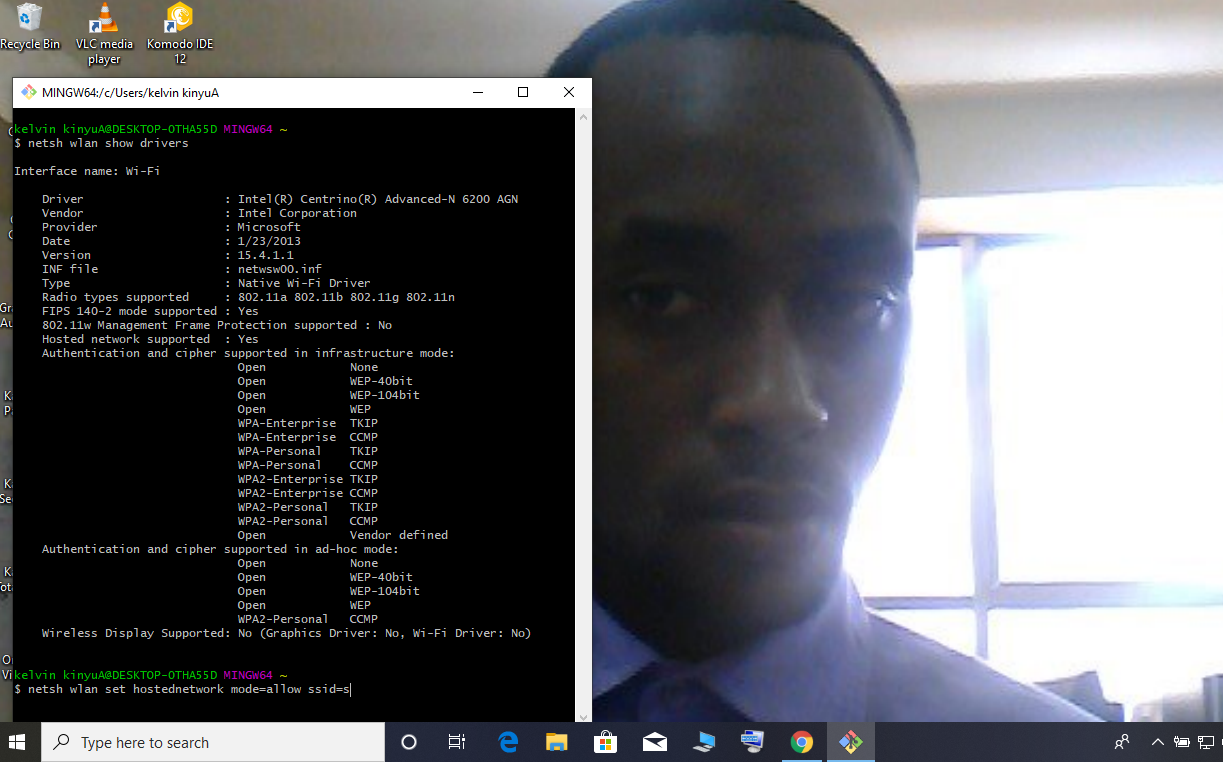 Recycle Bin
VLC media
player
Komodo IDE
12
MINGW64:/c/Users/kelvin kinyuA
kelvin kinyuA@DESKTOP-OTHA55D MINGW64 ~
$ netsh wlan show drivers
Interface name: Wi-Fi
Driver : Intel(R) Centrino(R) Advanced-N 6200 AGN
Vendor : Intel Corporation
Provider : Microsoft
Date : 1/23/2013
Version : 15.4.1.1
INF file : netwsw00.inf
Type : Native Wi-Fi Driver
Radio types supported : 802.11a 802.11b 802.11g 802.11n
FIPS 140-2 mode supported : Yes
802.11w Management Frame Protection supported : No
Hosted network supported : Yes
Authentication and cipher supported in infrastructure mode:
Open None
Open WEP-40bit
Open WEP-104bit
Open WEP
WPA-Enterprise TKIP
WPA-Enterprise CCMP
WPA-Personal TKIP
WPA-Personal CCMP
WPA2-Enterprise TKIP
WPA2-Enterprise CCMP
WPA2-Personal TKIP
WPA2-Personal CCMP
Open Vendor defined
Authentication and cipher supported in ad-hoc mode:
Open None
Open WEP-40bit
Open WEP-104bit
Open WEP
WPA2-Personal CCMP
Wireless Display Supported: No (Graphics Driver: No, Wi-Fi Driver: No)
kelvin kinyuA@DESKTOP-OTHA55D MINGW64 ~
$ netsh wlan set hostednetwork mode=allow ssid=s
Type here to search